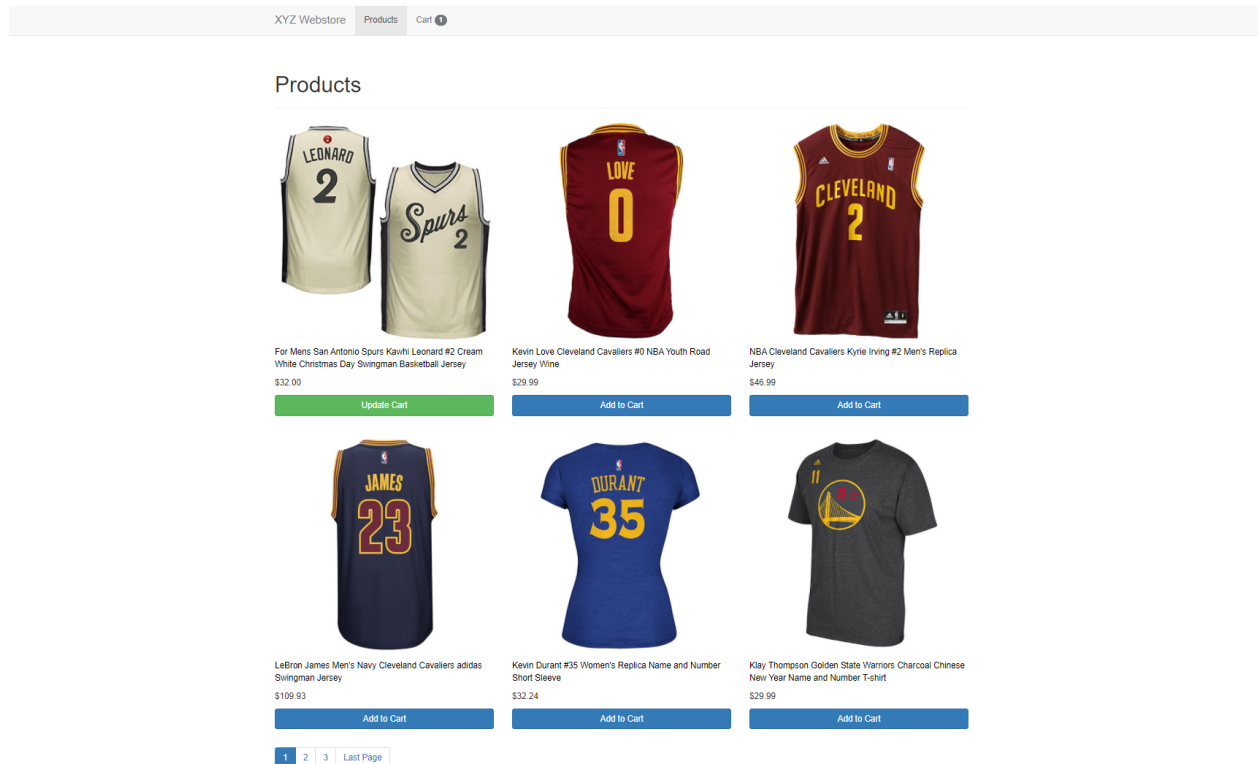 XYZ Webstore Products Cart 1
Products
LEONARD
2
Spurs
2
LOVE
0
CLEVELAND
2
For Mens San Antonio Spurs Kawhi Leonard #2 Cream
White Christmas Day Swingman Basketball Jersey
$32.00
Update Cart
Kevin Love Cleveland Cavaliers #0 NBA Youth Road
Jersey Wine
$29.99
Add to Cart
NBA Cleveland Cavaliers Kyrie Irving #2 Men's Replica
Jersey
$46.99
Add to Cart
JAMES
23
DURANT
35
11
LeBron James Men's Navy Cleveland Cavaliers adidas
Swingman Jersey
$109.93
Add to Cart
Kevin Durant #35 Women's Replica Name and Number
Short Sleeve
$32.24
Add to Cart
Klay Thompson Golden State Warriors Charcoal Chinese
New Year Name and Number T-shirt
$29.99
Add to Cart
1 2 3 Last Page